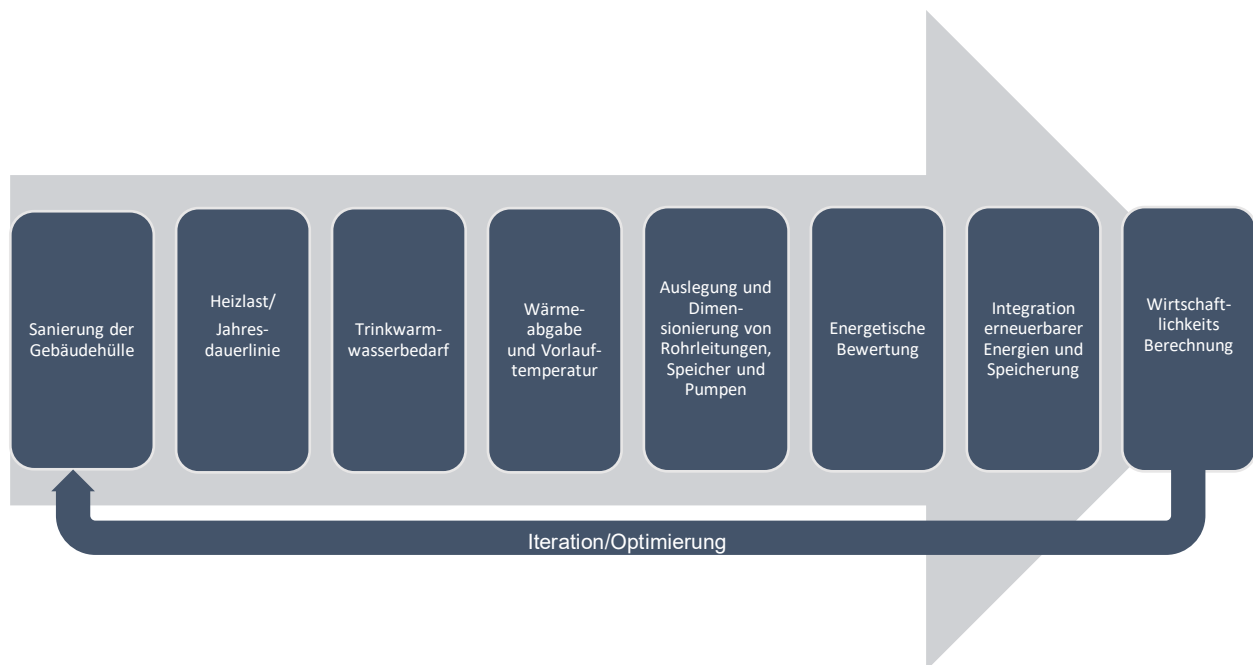 Sanierung der
Gebäudehülle
Heizlast/
Jahres-
dauerlinie
Trinkwarm-
wasserbedarf
Wärme-
abgabe
und Vorlauf-
temperatur
Auslegung und
Dimen-
sionierung von
Rohrleitungen,
Speicher und
Pumpen
Energetische
Bewertung
Integration
erneuerbarer
Energien und
Speicherung
Wirtschaft-
lichkeits
Berechnung
Iteration/Optimierung